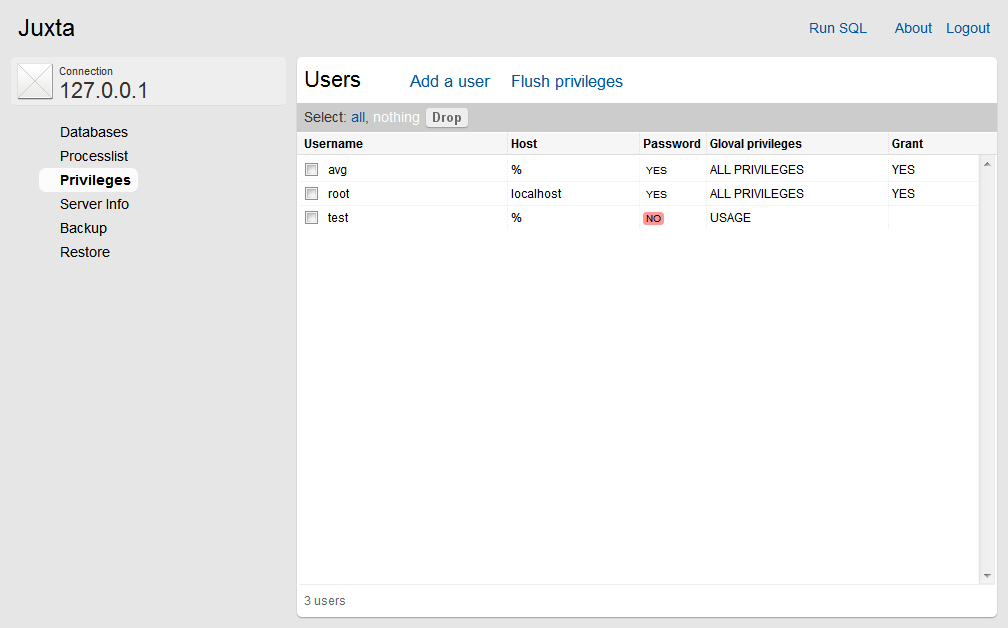 Juxta
Run SQL About Logout
Connection
127.0.0.1
Databases
Processlist
Privileges
Server Info
Backup
Restore
Users Add a user Flush privileges
Select: all, nothing Drop
Username Host Password Gloval privileges Grant
avg % YES ALL PRIVILEGES YES
root localhost YES ALL PRIVILEGES YES
test % NO USAGE
3 users